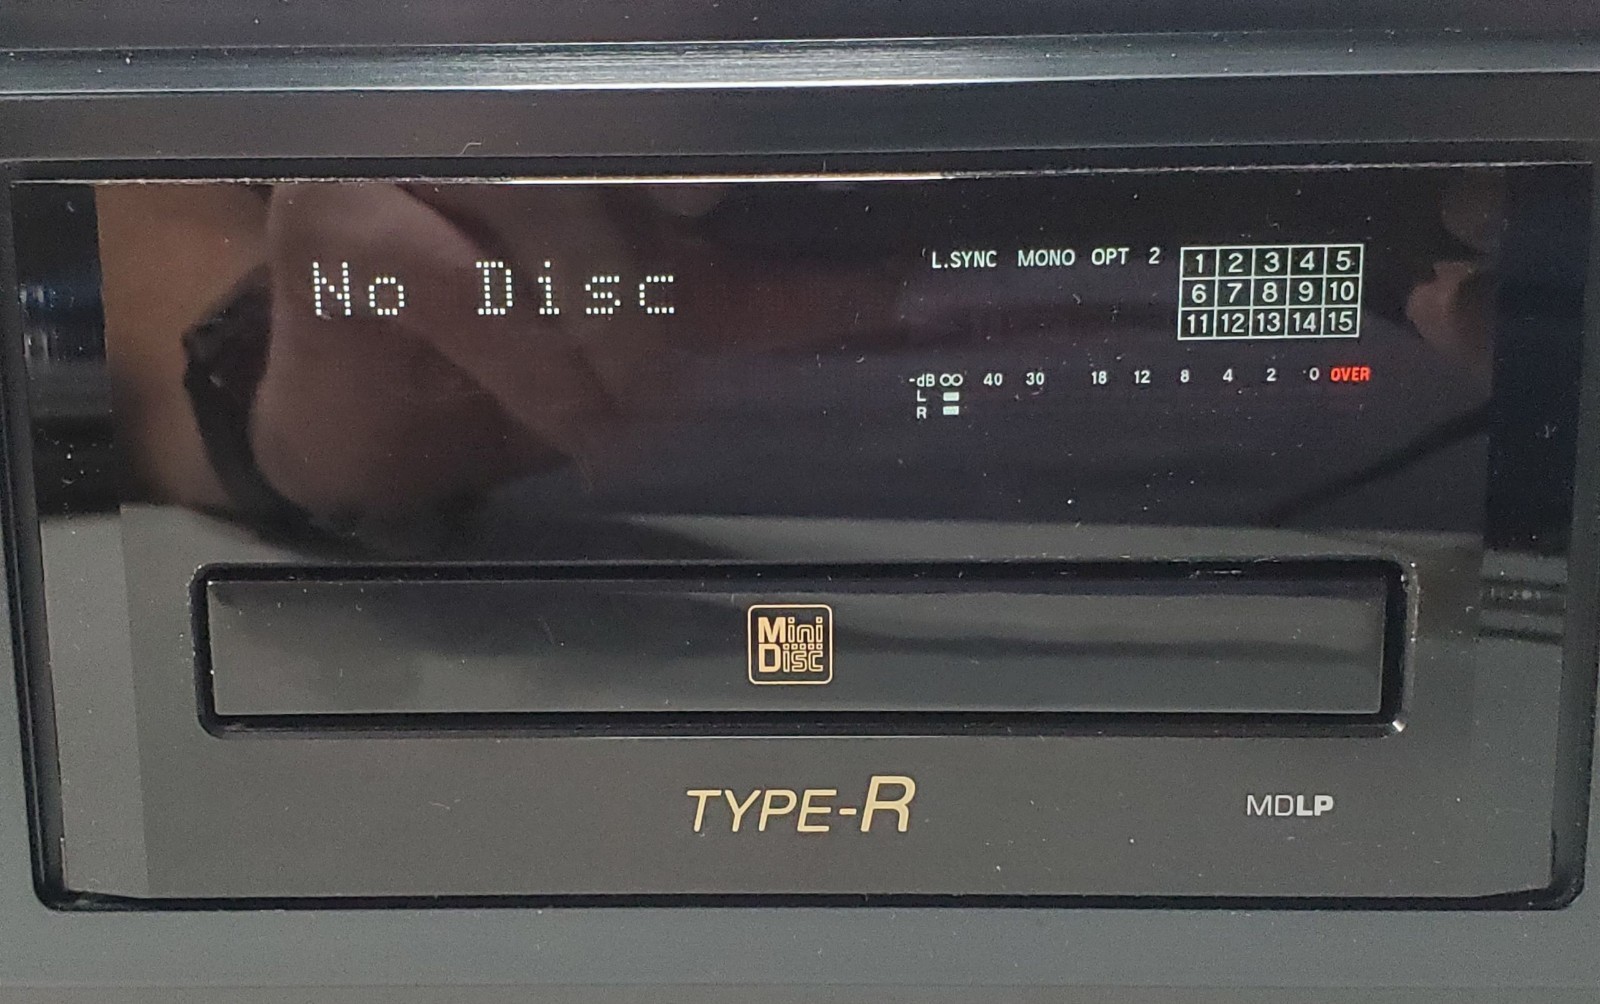 No Disc
L.SYNC MONO OPT 2
1 2 3 4 5
6 7 8 9 10
11 12 13 14 15
-dB ∞ 40 30 18 12 8 4 2 0 OVER
L
R
Mini
Disc
TYPE-R
MDLP